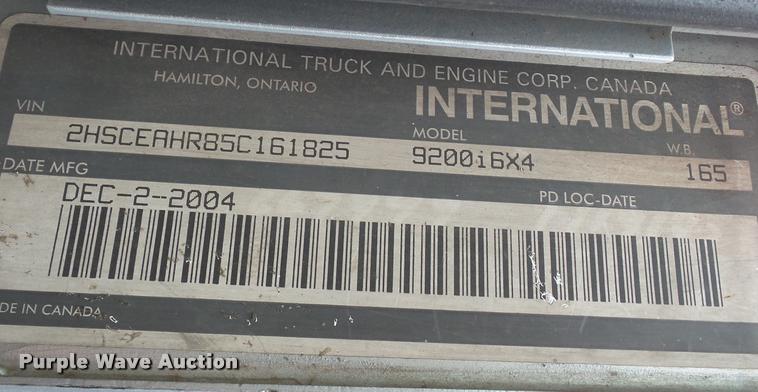 INTERNATIONAL TRUCK AND ENGINE CORP. CANADA
HAMILTON, ONTARIO
INTERNATIONAL®
VIN
MODEL
W.B.
2HSCEAHR85C161825
9200i6X4
165
DATE MFG
PD LOC-DATE
DEC-2-2004
DE IN CANADA
Purple Wave Auction